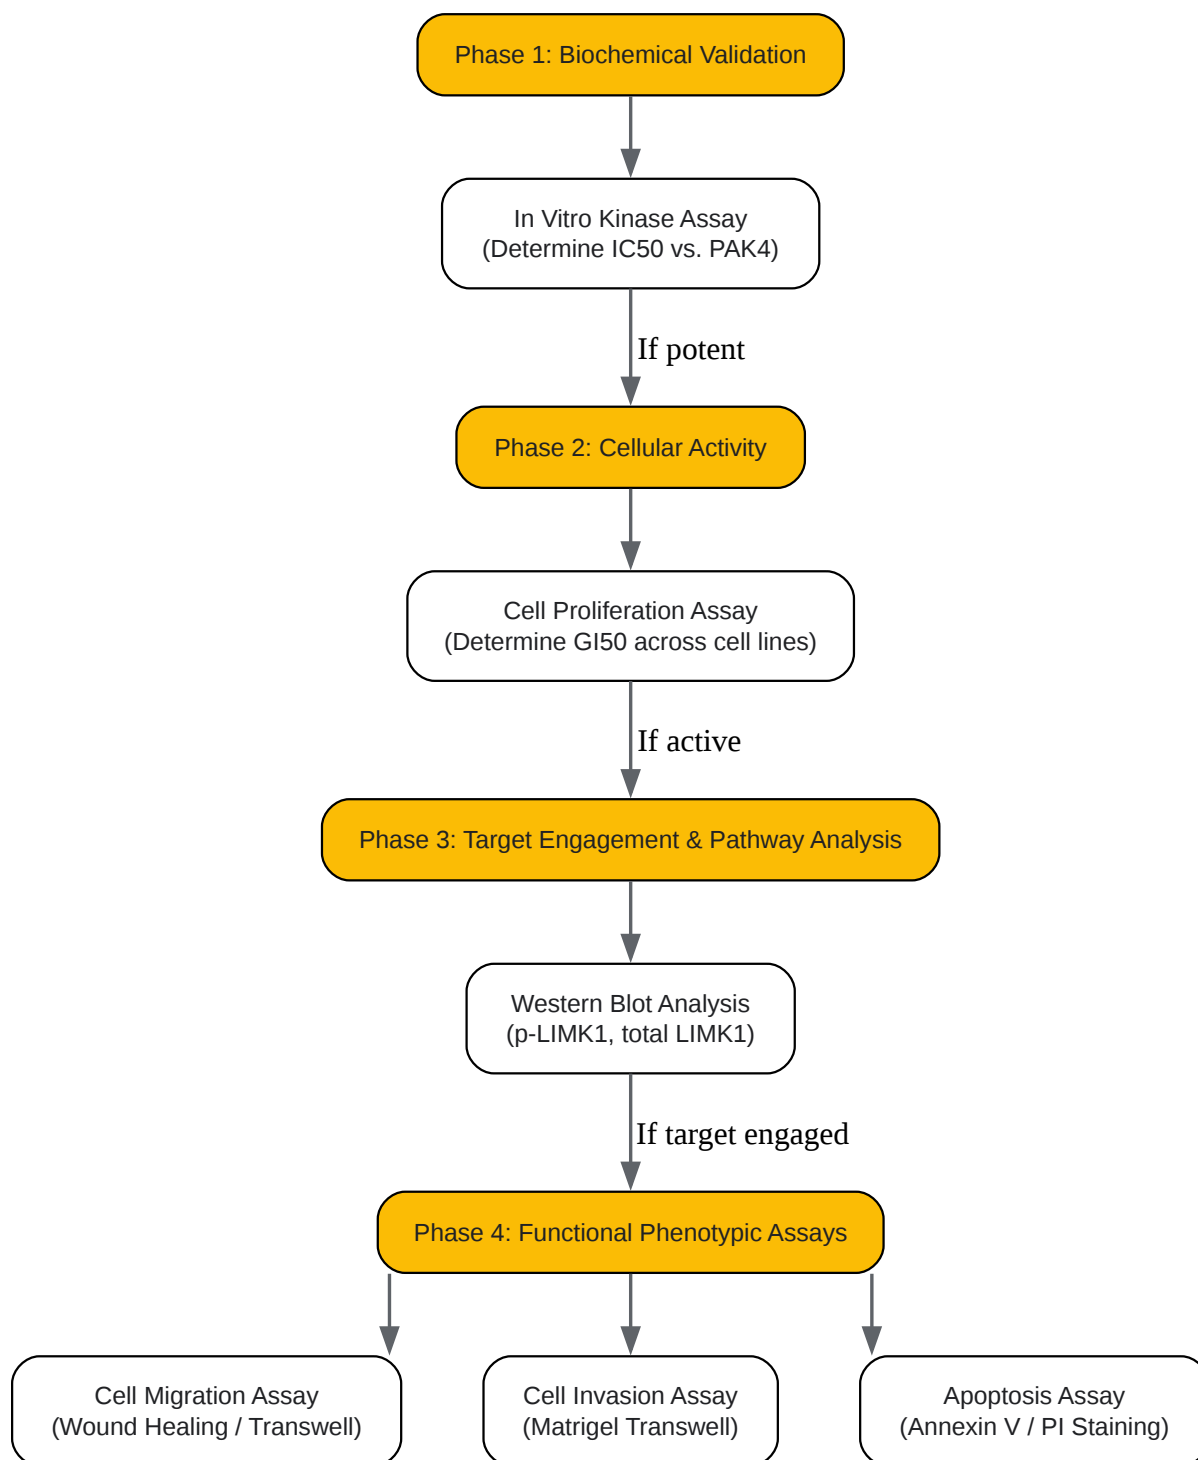 Phase 1: Biochemical Validation
In Vitro Kinase Assay
(Determine IC50 vs. PAK4)
If potent
Phase 2: Cellular Activity
Cell Proliferation Assay
(Determine GI50 across cell lines)
If active
Phase 3: Target Engagement & Pathway Analysis
Western Blot Analysis
(p-LIMK1, total LIMK1)
If target engaged
Phase 4: Functional Phenotypic Assays
Cell Migration Assay
(Wound Healing / Transwell)
Cell Invasion Assay
(Matrigel Transwell)
Apoptosis Assay
(Annexin V / PI Staining)